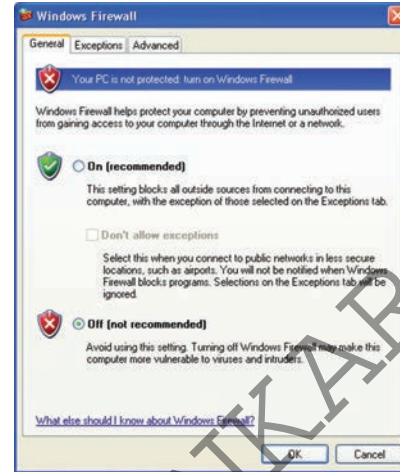 Windows Firewall
General Exceptions Advanced
Your PC is not protected: turn on Windows Firewall
Windows Firewall helps protect your computer by preventing unauthorized users
from gaining access to your computer through the Internet or a network.
On (recommended)
This setting blocks all outside sources from connecting to this
computer, with the exception of those selected on the Exceptions tab.
Don't allow exceptions
Select this when you connect to public networks in less secure
locations, such as airports. You will not be notified when Windows
Firewall blocks programs. Selections on the Exceptions tab will be
ignored.
Off (not recommended)
Avoid using this setting. Turning off Windows Firewall may make this
computer more vulnerable to viruses and intruders.
What else should I know about Windows Firewall?
OK Cancel